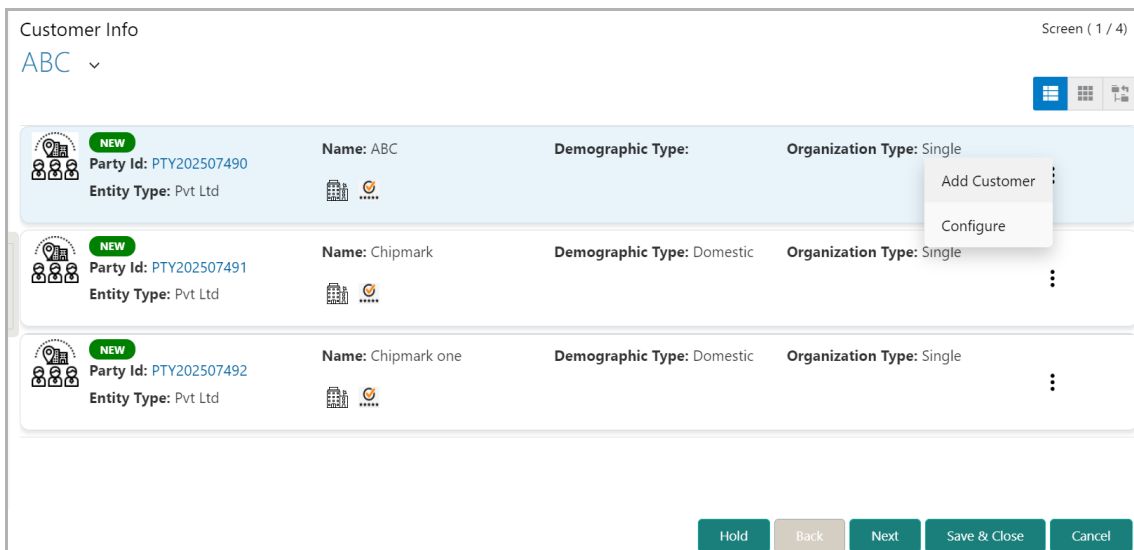 Customer Info
Screen ( 1 / 4)
ABC
NEW
Party Id: PTY202507490
Entity Type: Pvt Ltd
Name: ABC
Demographic Type:
Organization Type: Single
Add Customer
Configure
NEW
Party Id: PTY202507491
Entity Type: Pvt Ltd
Name: Chipmark
Demographic Type: Domestic
Organization Type: Single
NEW
Party Id: PTY202507492
Entity Type: Pvt Ltd
Name: Chipmark one
Demographic Type: Domestic
Organization Type: Single
Hold
Back
Next
Save & Close
Cancel